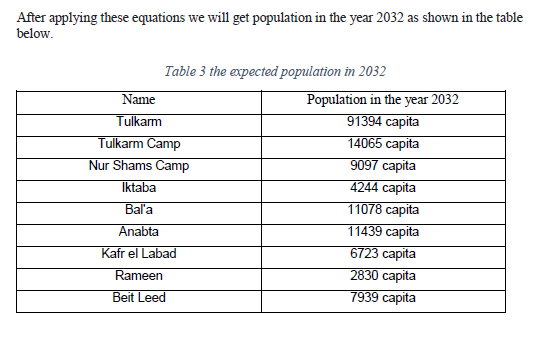 After applying these equations we will get population in the year 2032 as shown in the table
below.
Table 3 the expected population in 2032
Name Population in the year 2032
Tulkarm 91394 capita
Tulkarm Camp 14065 capita
Nur Shams Camp 9097 capita
Iktaba 4244 capita
Bal'a 11078 capita
Anabta 11439 capita
Kafr el Labad 6723 capita
Rameen 2830 capita
Beit Leed 7939 capita